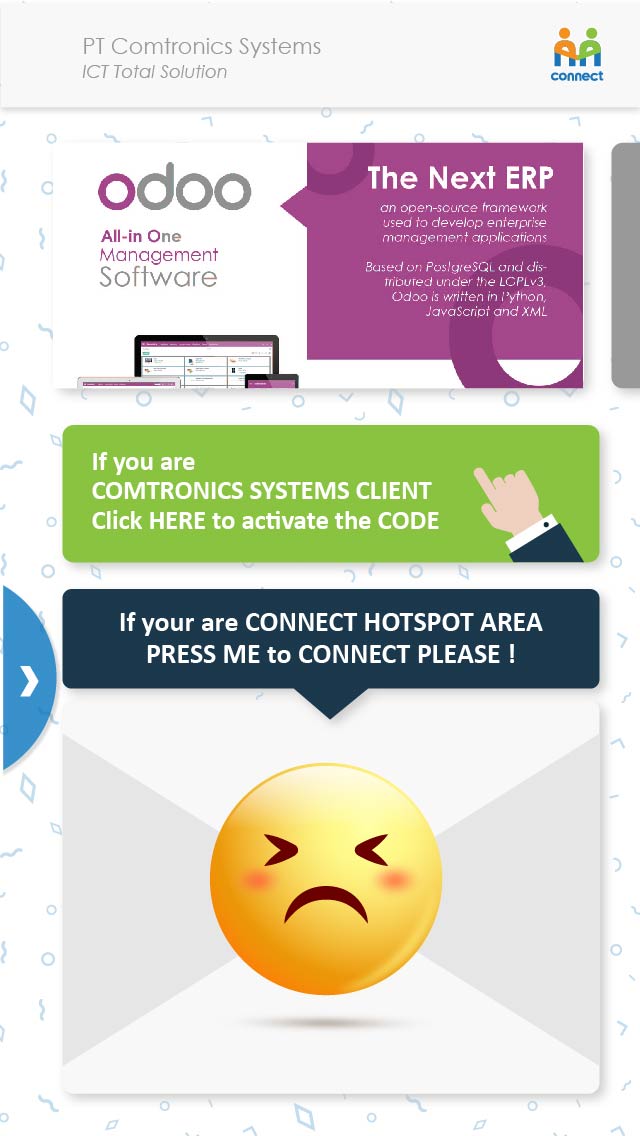 PT Comtronics Systems
ICT Total Solution
connect
odoo
All-in One
Management
Software
The Next ERP
an open-source framework
used to develop enterprise
management applications
Based on PostgreSQL and dis-
tributed under the LGPLv3,
Odoo is written in Python,
JavaScript and XML
If you are
COMTRONICS SYSTEMS CLIENT
Click HERE to activate the CODE
If your are CONNECT HOTSPOT AREA
PRESS ME to CONNECT PLEASE !